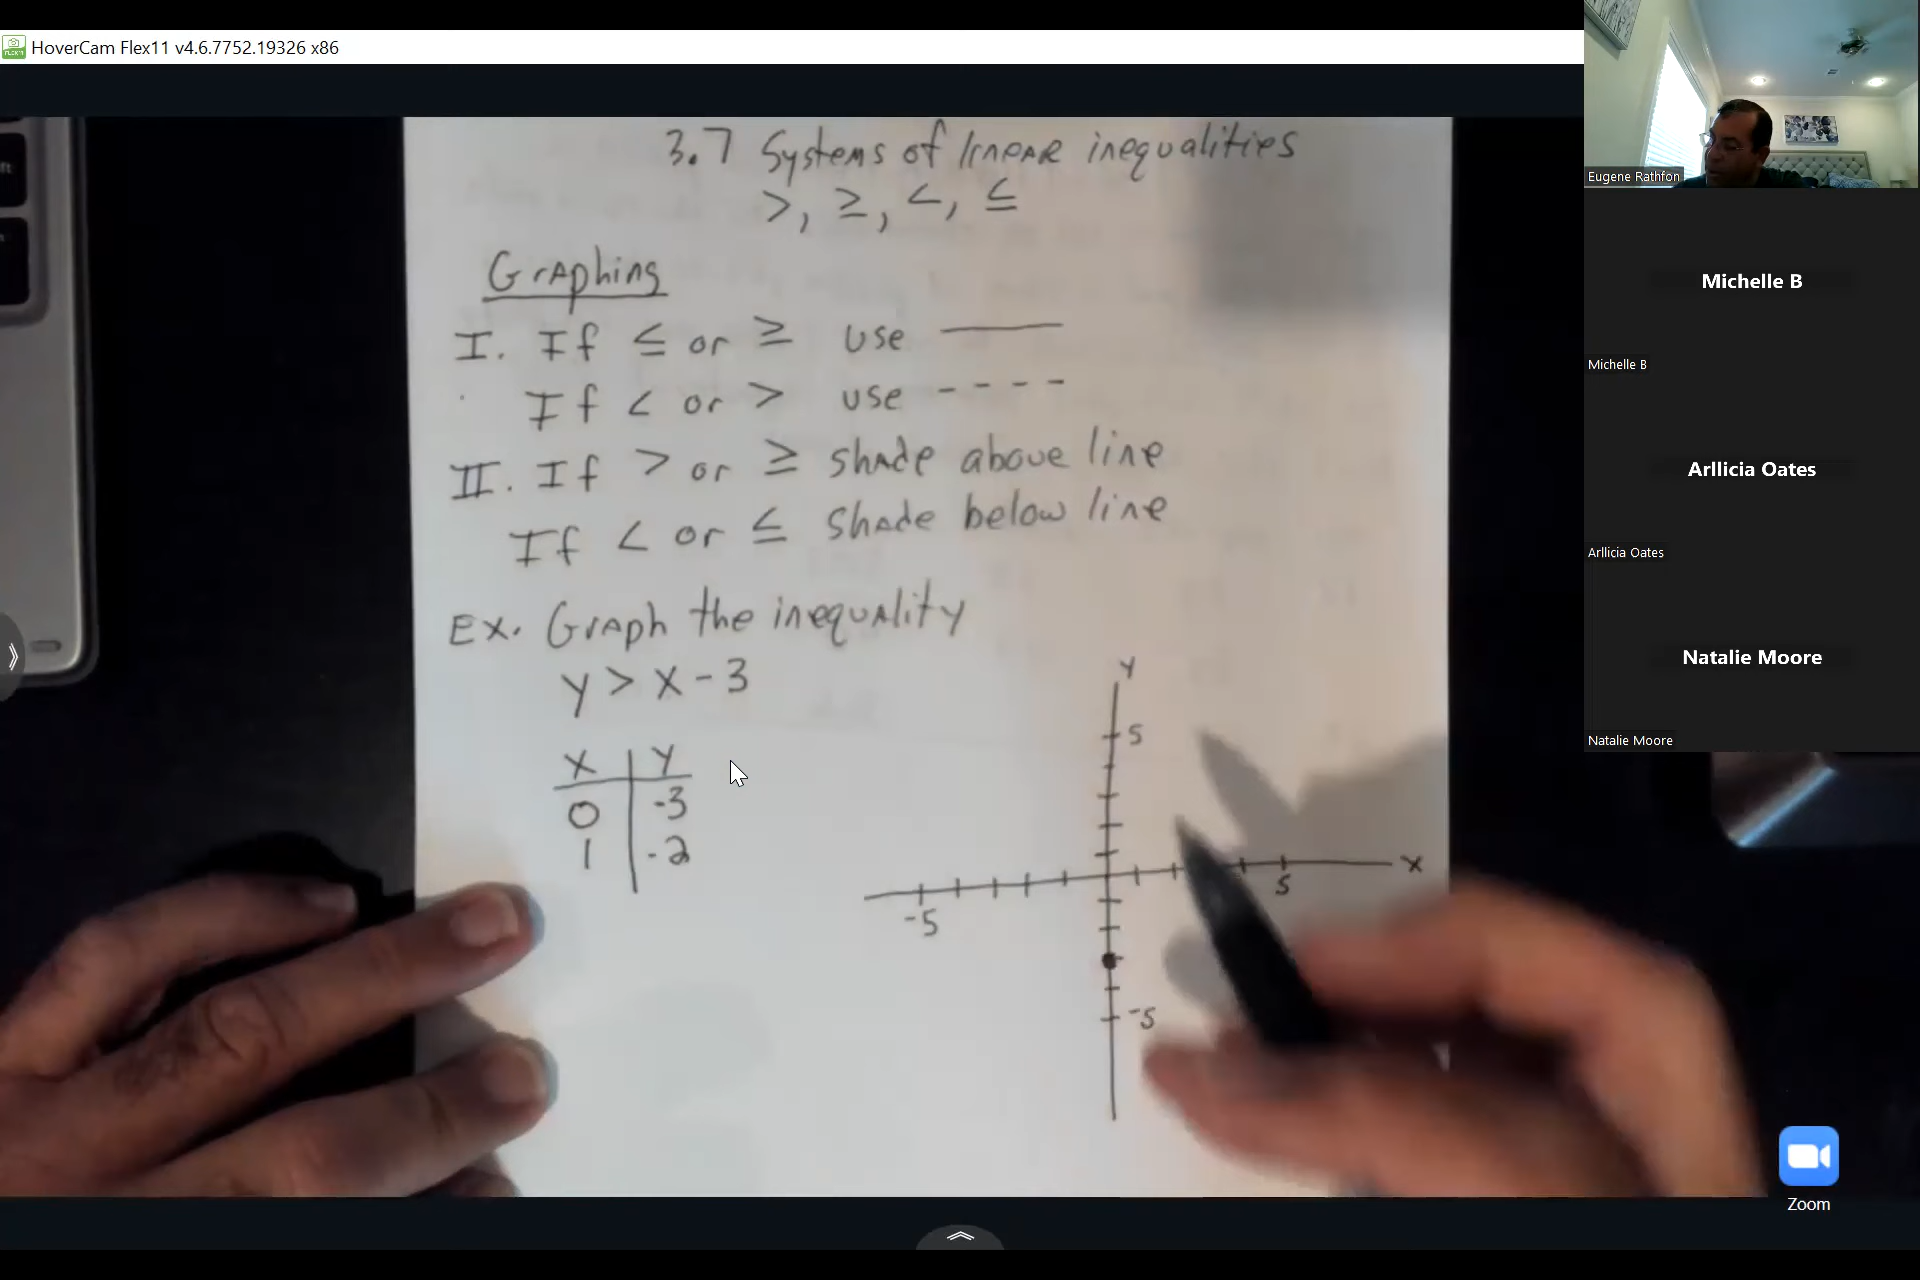 HoverCam Flex11 v4.6.7752.19326 x86
3.7 Systems of linear inequalities
>, ≥, <, ≤
Graphing
I. If ≤ or ≥ use ———
If < or > use - - - -
II. If > or ≥ shade above line
If < or ≤ shade below line
Ex. Graph the inequality
y > x - 3
x | y
0 | -3
1 | -2
y
5
x
5
-5
-5
Eugene Rathfon
Michelle B
Michelle B
Arllicia Oates
Arllicia Oates
Natalie Moore
Natalie Moore
Zoom